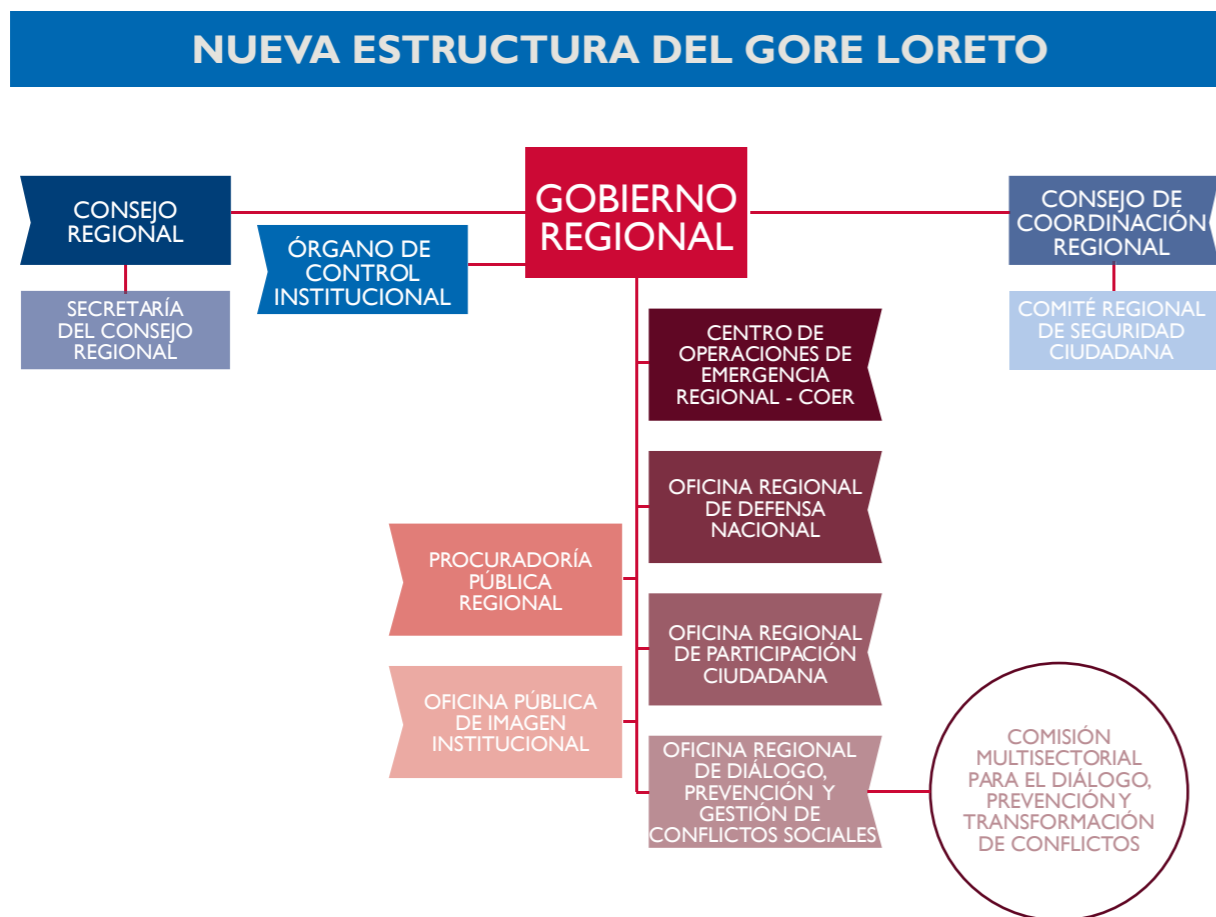 NUEVA ESTRUCTURA DEL GORE LORETO
CONSEJO
REGIONAL
SECRETARÍA
DEL CONSEJO
REGIONAL
ÓRGANO DE
CONTROL
INSTITUCIONAL
GOBIERNO
REGIONAL
CONSEJO DE
COORDINACIÓN
REGIONAL
COMITÉ REGIONAL
DE SEGURIDAD
CIUDADANA
CENTRO DE
OPERACIONES DE
EMERGENCIA
REGIONAL - COER
OFICINA REGIONAL
DE DEFENSA
NACIONAL
PROCURADORÍA
PÚBLICA
REGIONAL
OFICINA REGIONAL
DE PARTICIPACIÓN
CIUDADANA
OFICINA PÚBLICA
DE IMAGEN
INSTITUCIONAL
OFICINA REGIONAL
DE DIÁLOGO,
PREVENCIÓN Y
GESTIÓN DE
CONFLICTOS SOCIALES
COMISIÓN
MULTISECTORIAL
PARA EL DIÁLOGO,
PREVENCIÓN Y
TRANSFORMACIÓN
DE CONFLICTOS